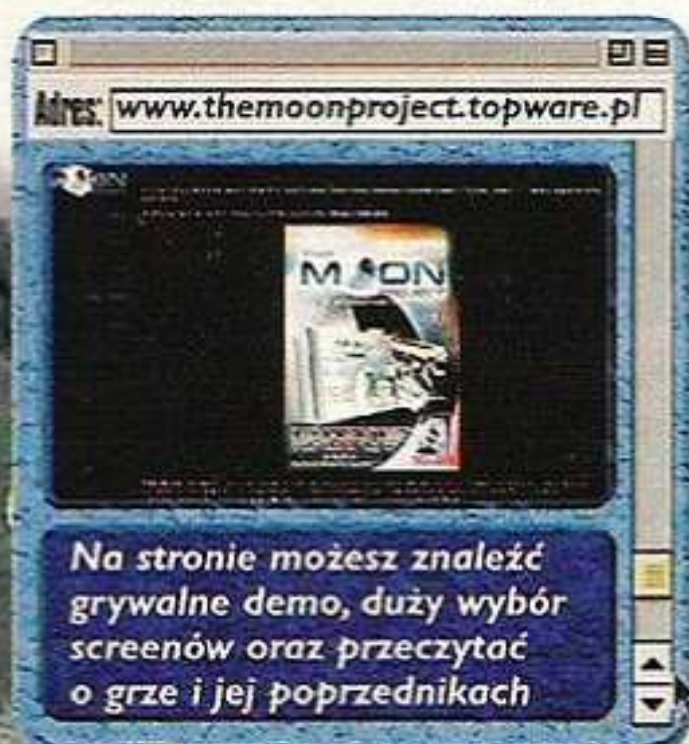 Adres: www.themoonproject.topware.pl
MOON
Na stronie możesz znaleźć
grywalne demo, duży wybór
screenów oraz przeczytać
o grze i jej poprzednikach